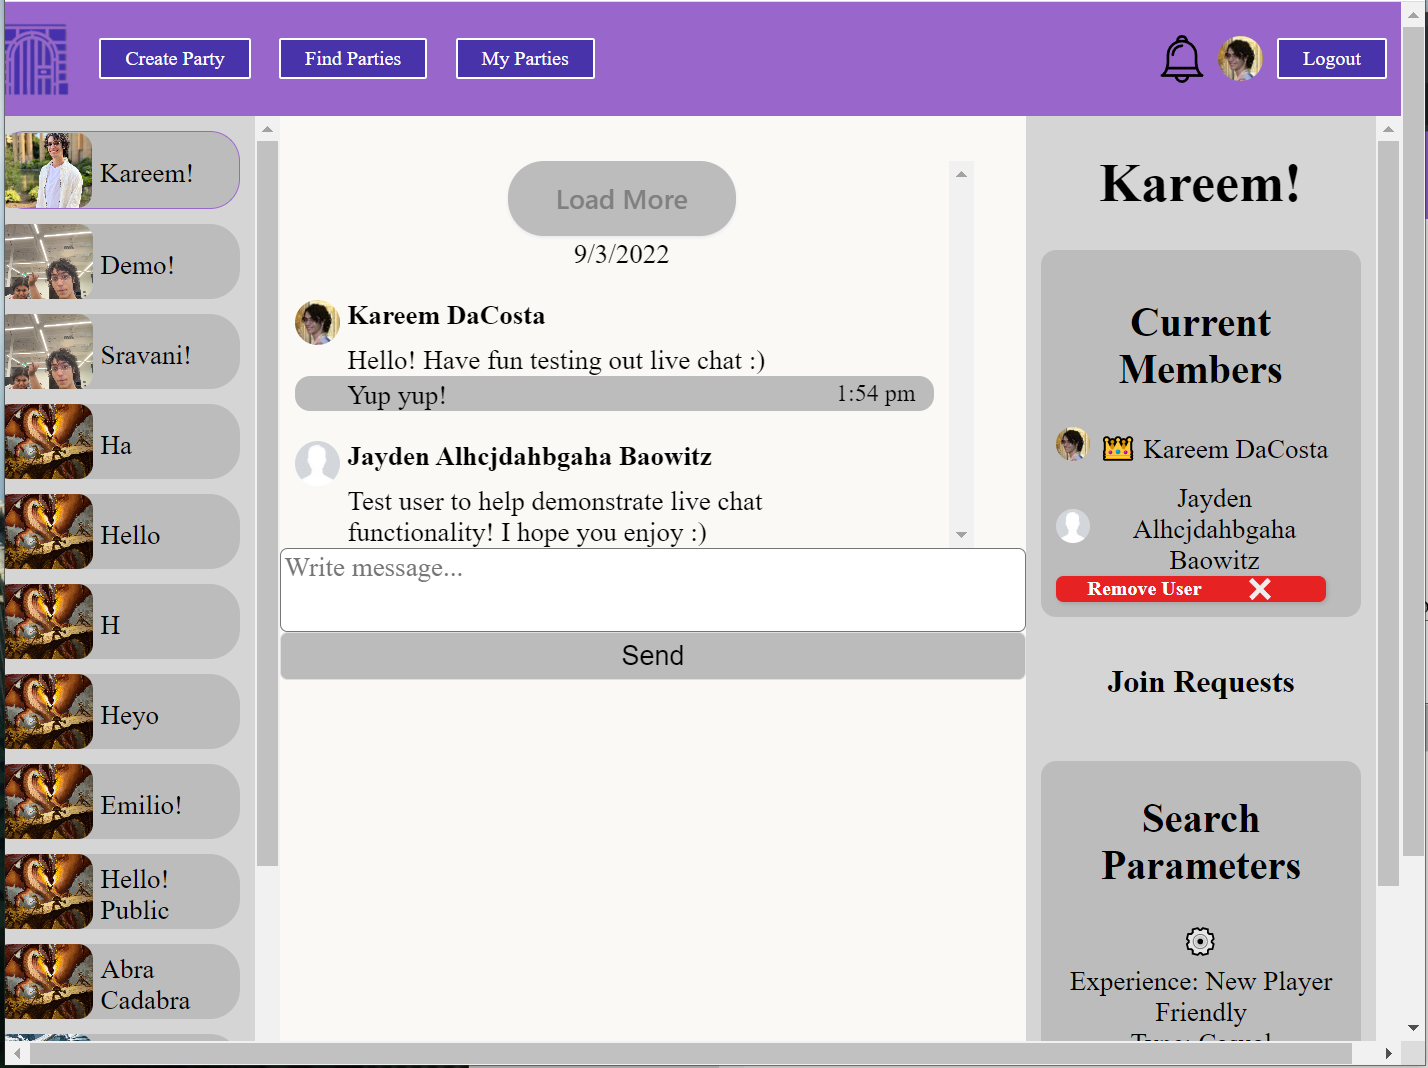 Create Party
Find Parties
My Parties
Logout
Kareem!
Demo!
Sravani!
Ha
Hello
H
Heyo
Emilio!
Hello!
Public
Abra
Cadabra
Load More
9/3/2022
Kareem DaCosta
Hello! Have fun testing out live chat :)
Yup yup! 1:54 pm
Jayden Alhcjdahbgaha Baowitz
Test user to help demonstrate live chat
functionality! I hope you enjoy :)
Write message...
Send
Kareem!
Current
Members
Kareem DaCosta
Jayden
Alhcjdahbgaha
Baowitz
Remove User
Join Requests
Search
Parameters
Experience: New Player
Friendly
Type: Casual